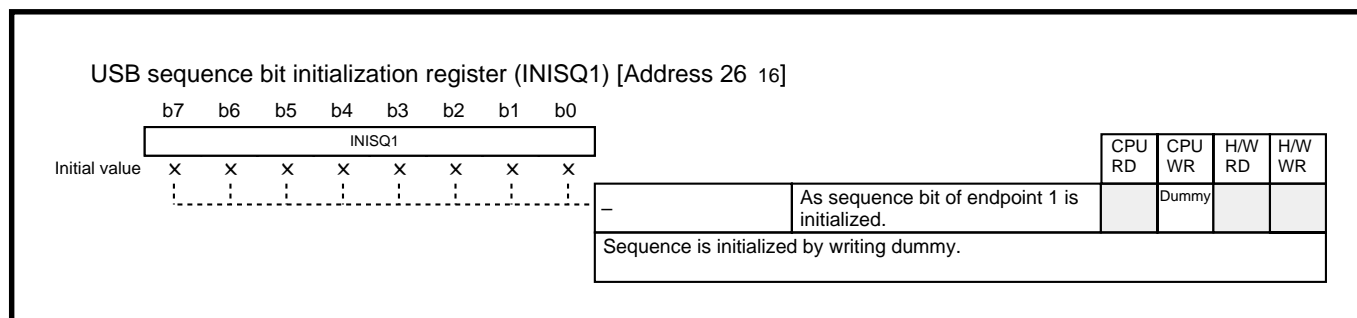 USB sequence bit initialization register (INISQ1) [Address 26 16]
b7 b6 b5 b4 b3 b2 b1 b0
INISQ1
CPU RD CPU WR H/W RD H/W WR
Initial value × × × × × × × ×
– As sequence bit of endpoint 1 is Dummy
initialized.
Sequence is initialized by writing dummy.